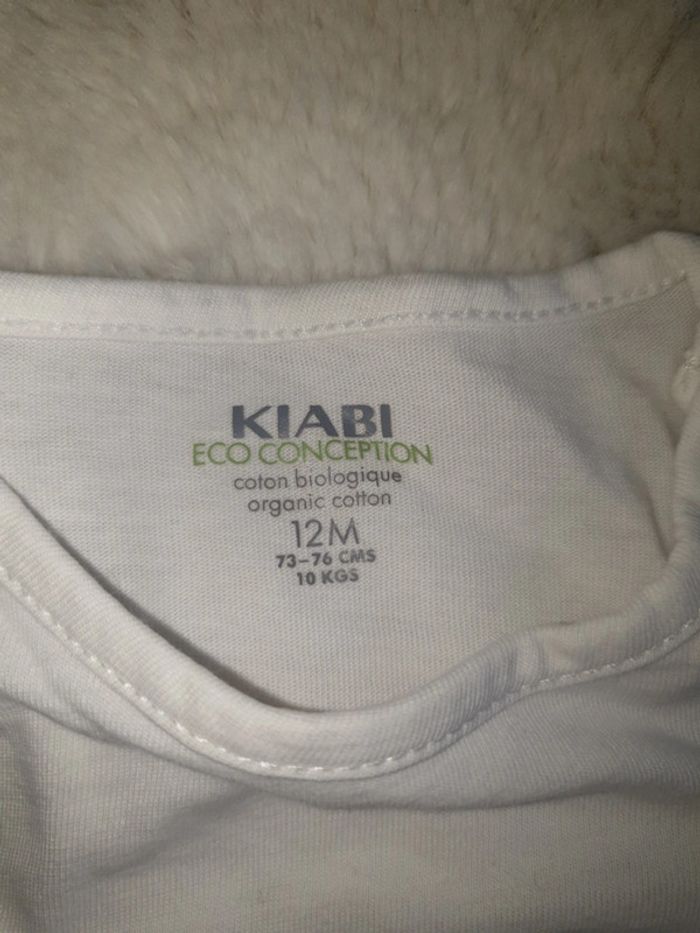 KIABI
ECO CONCEPTION
coton biologique
organic cotton
12M
73-76 CMS
10 KGS